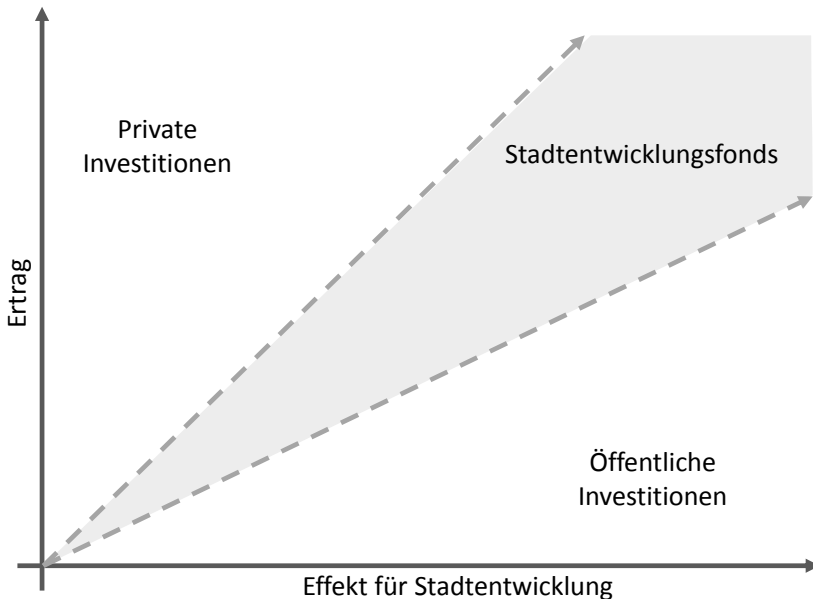 Private
Investitionen
Stadtentwicklungsfonds
Ertrag
Öffentliche
Investitionen
Effekt für Stadtentwicklung